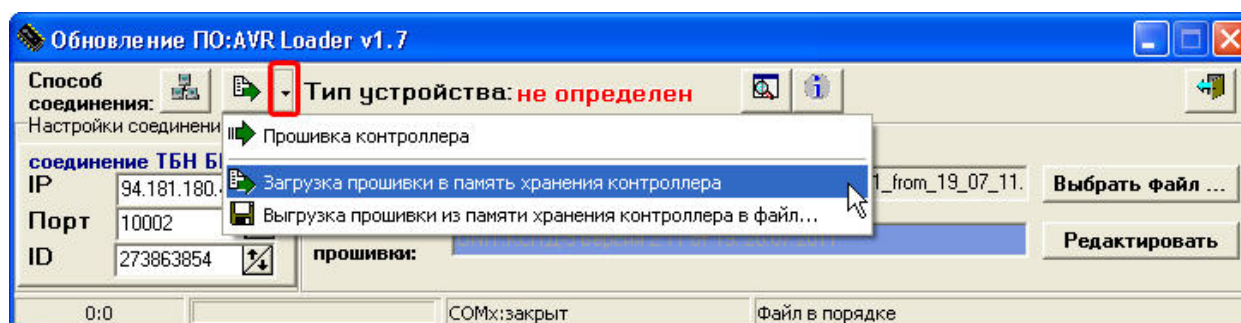 Обновление ПО:AVR Loader v1.7
Способ соединения:
Тип устройства: не определен
Настройки соединени
Прошивка контроллера
Загрузка прошивки в память хранения контроллера
Выгрузка прошивки из памяти хранения контроллера в файл...
соединение ТБН БІ
IP 94.181.180.
1_from_19_07_11.
Выбрать файл ...
Порт 10002
Редактировать
ID 273863854
прошивки:
0:0
COMx:закрыт
Файл в порядке